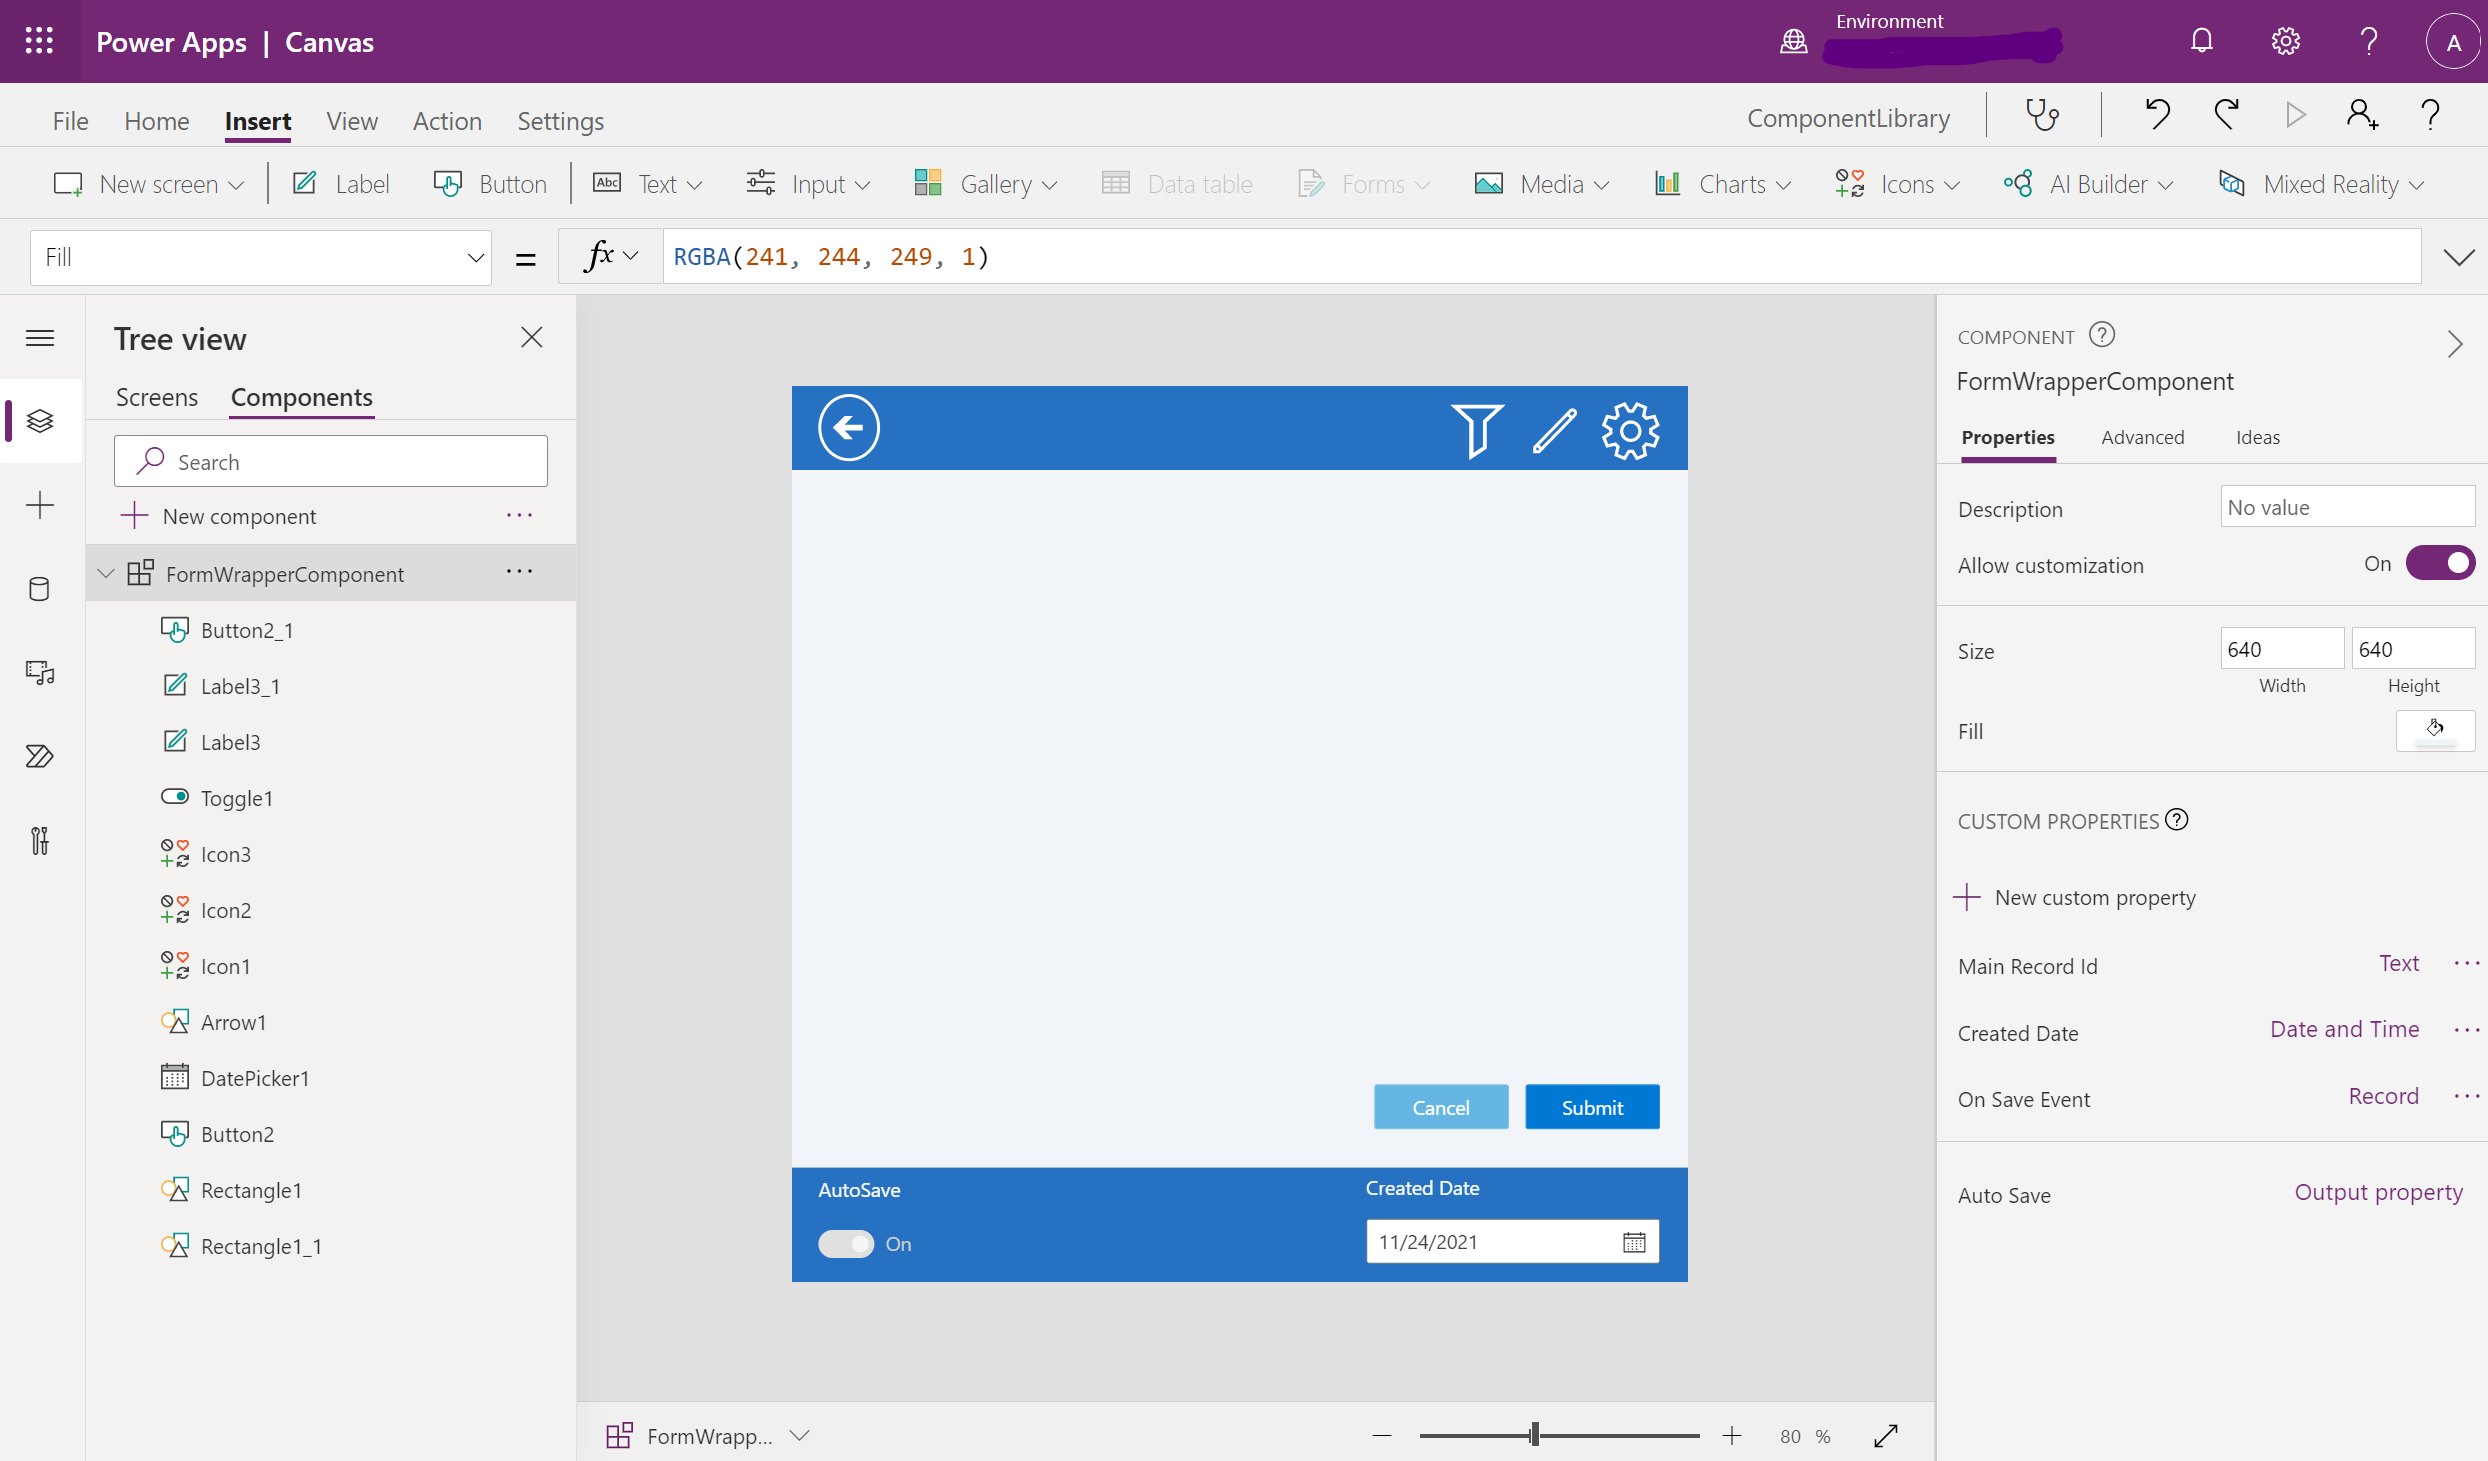 Power Apps | Canvas
Environment
A
File Home Insert View Action Settings
ComponentLibrary
New screen Label Button Text Input Gallery Data table Forms Media Charts Icons AI Builder Mixed Reality
Abc
Fill = fx RGBA(241, 244, 249, 1)
Tree view
Screens Components
Search
New component ...
FormWrapperComponent ...
Button2_1
Label3_1
Label3
Toggle1
Icon3
Icon2
Icon1
Arrow1
DatePicker1
Button2
Rectangle1
Rectangle1_1
Cancel Submit
AutoSave
On
Created Date
11/24/2021
FormWrapp...
80 %
COMPONENT ?
FormWrapperComponent
Properties Advanced Ideas
Description No value
Allow customization On
Size 640 640
Width Height
Fill
CUSTOM PROPERTIES ?
New custom property
Main Record Id Text ...
Created Date Date and Time ...
On Save Event Record ...
Auto Save Output property